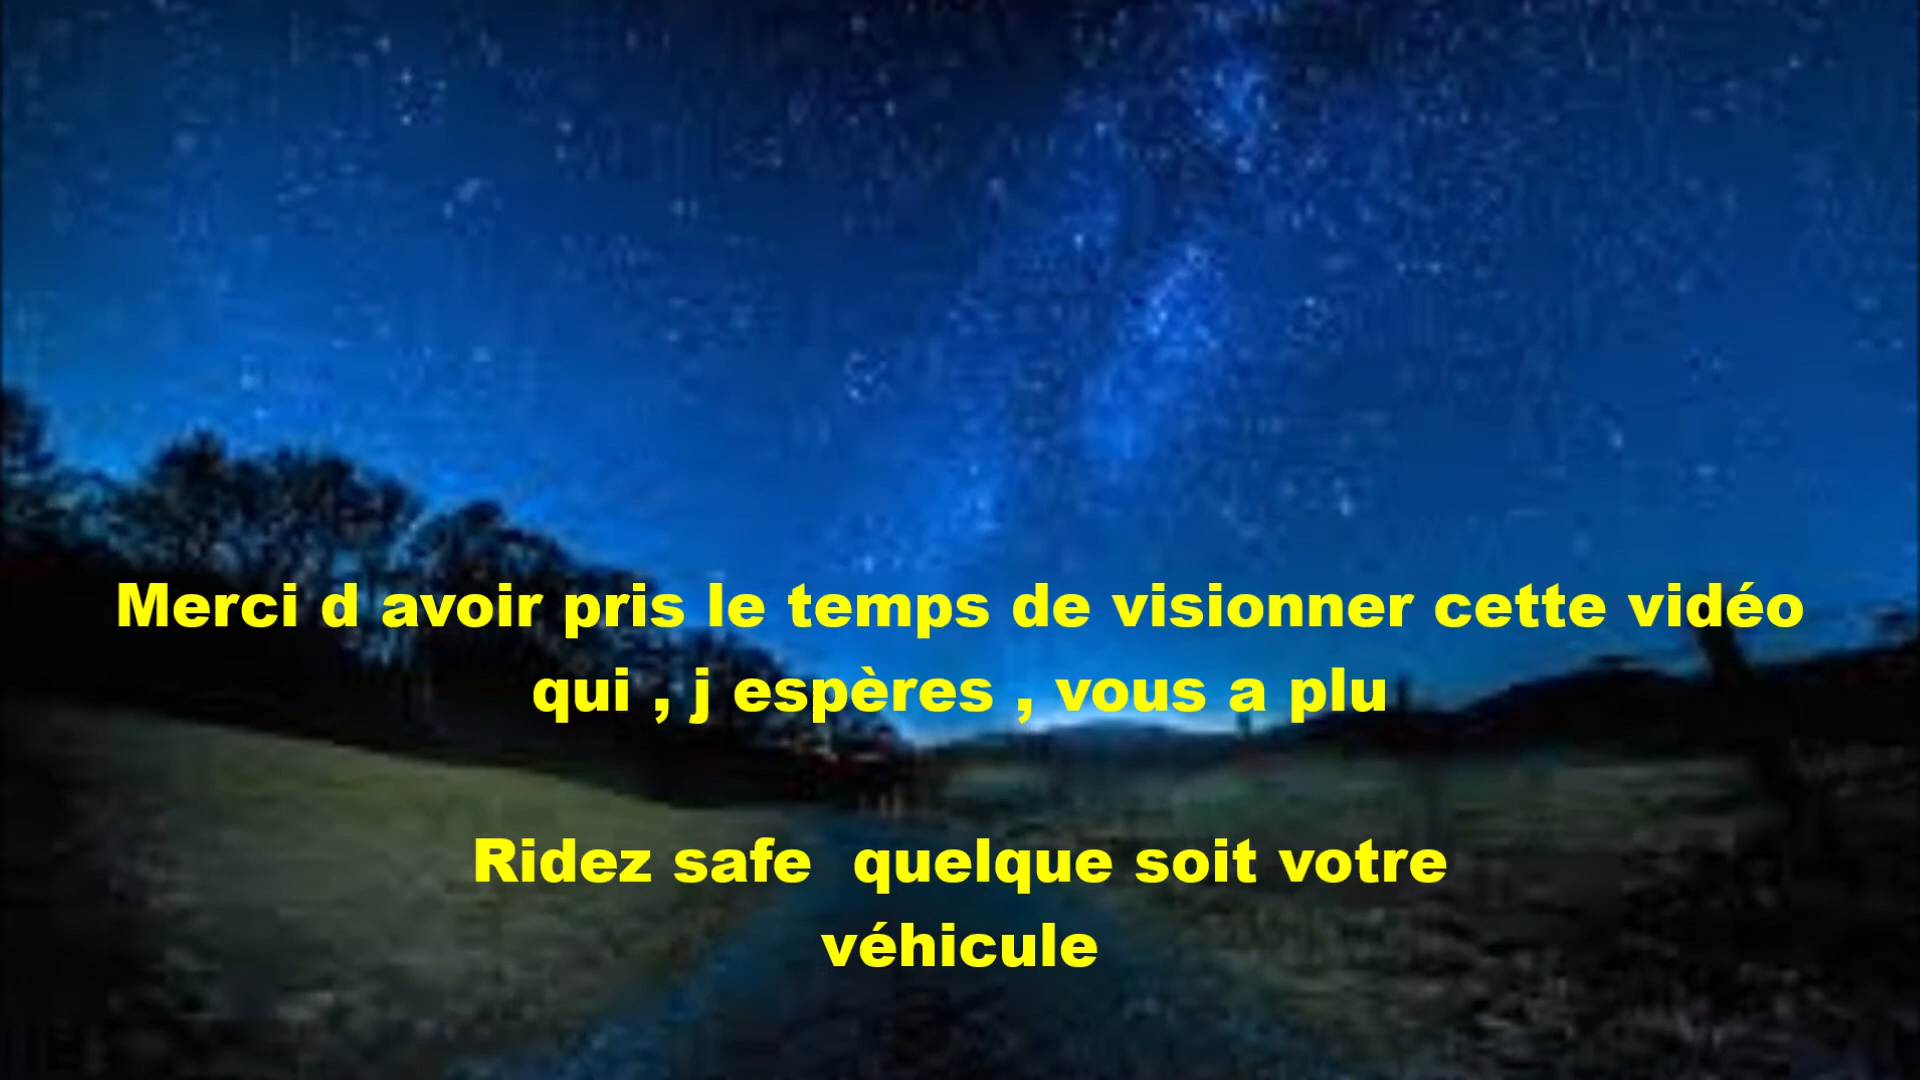 Merci d avoir pris le temps de visionner cette vidéo
qui , j espères , vous a plu
Ridez safe  quelque soit votre
véhicule